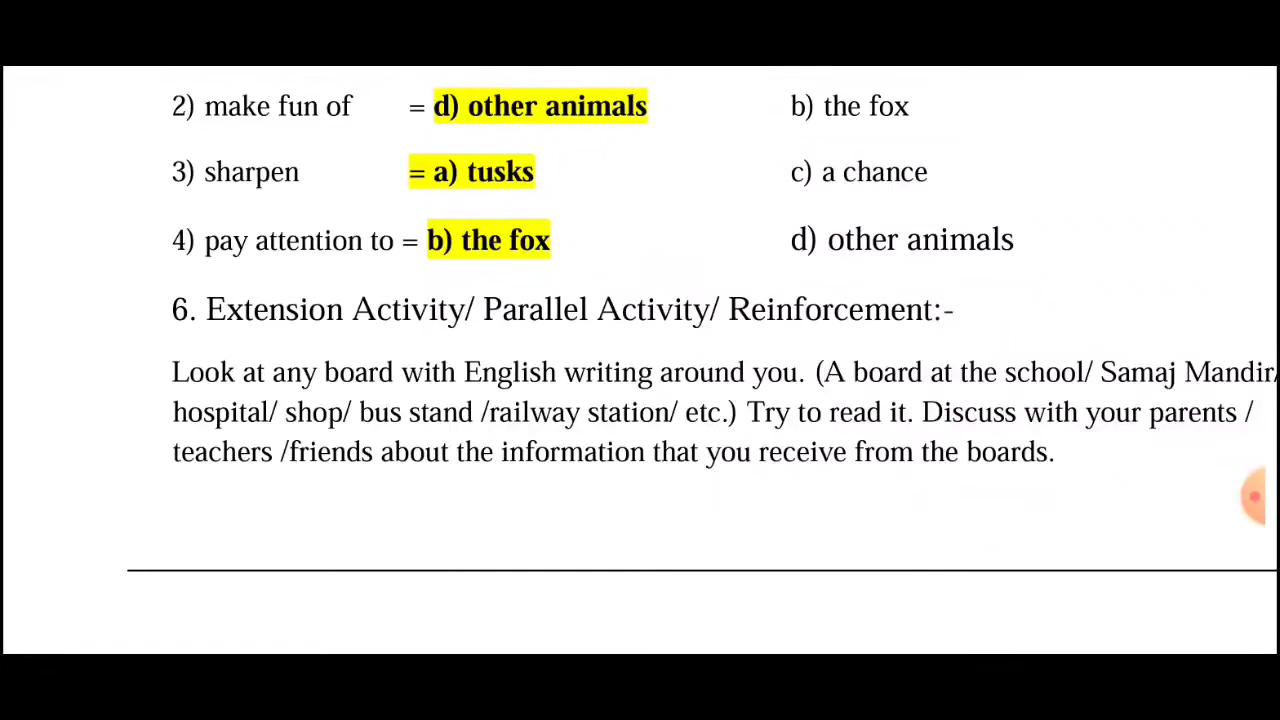 2) make fun of = d) other animals b) the fox
3) sharpen = a) tusks c) a chance
4) pay attention to = b) the fox d) other animals
6. Extension Activity/ Parallel Activity/ Reinforcement:-
Look at any board with English writing around you. (A board at the school/ Samaj Mandir/
hospital/ shop/ bus stand /railway station/ etc.) Try to read it. Discuss with your parents /
teachers /friends about the information that you receive from the boards.